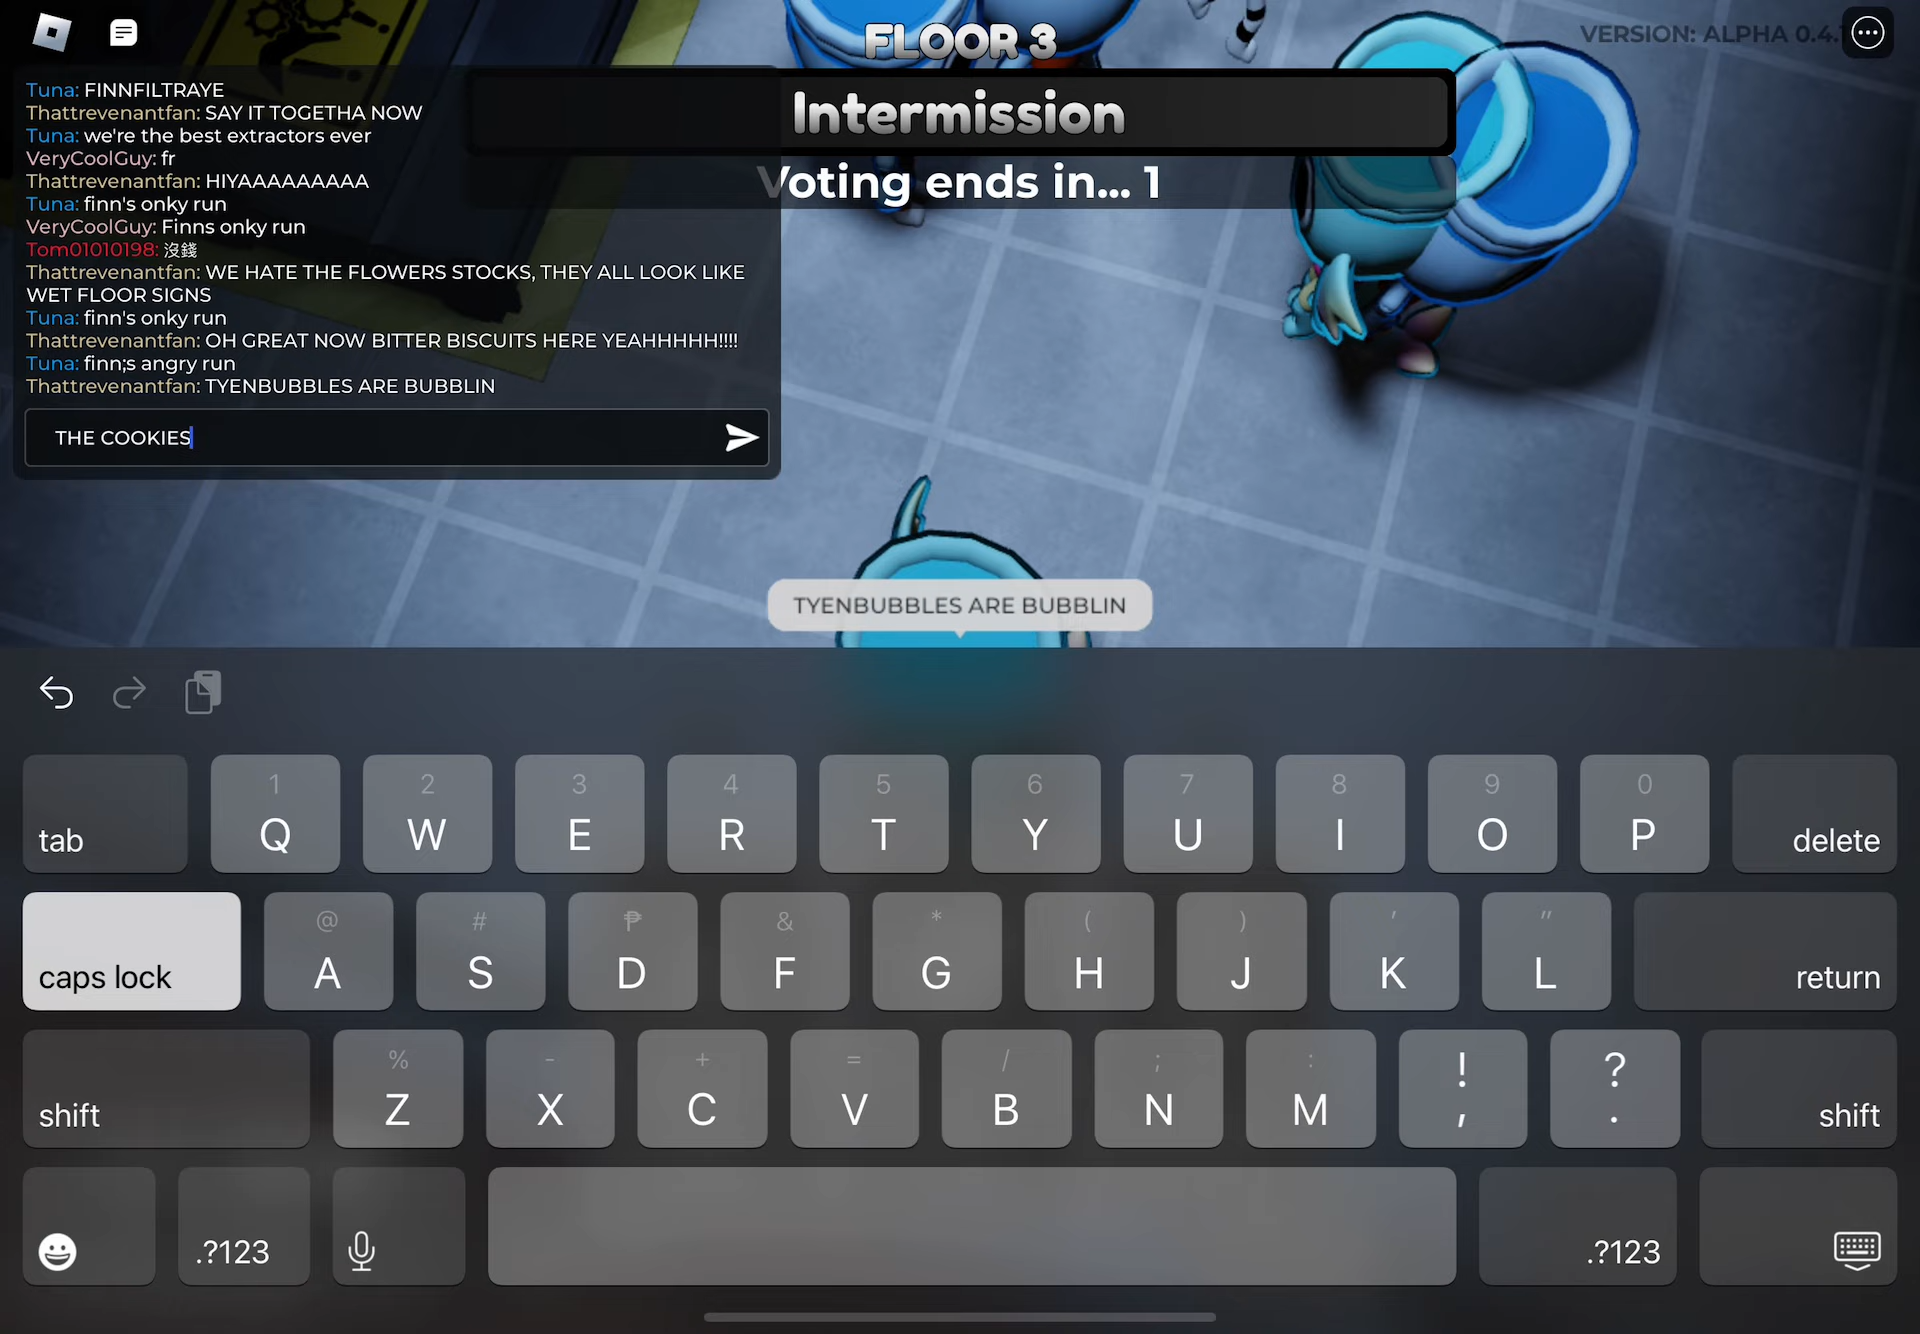 FLOOR 3
VERSION: ALPHA 0.4.
Intermission
Voting ends in... 1
Tuna: FINNFILTRAYE
Thattrevenantfan: SAY IT TOGETHA NOW
Tuna: we're the best extractors ever
VeryCoolGuy: fr
Thattrevenantfan: HIYAAAAAAAAA
Tuna: finn's onky run
VeryCoolGuy: Finns onky run
Tom01010198: 沒錢
Thattrevenantfan: WE HATE THE FLOWERS STOCKS, THEY ALL LOOK LIKE
WET FLOOR SIGNS
Tuna: finn's onky run
Thattrevenantfan: OH GREAT NOW BITTER BISCUITS HERE YEAHHHHH!!!!
Tuna: finn;s angry run
Thattrevenantfan: TYENBUBBLES ARE BUBBLIN
THE COOKIES
TYENBUBBLES ARE BUBBLIN
1 2 3 4 5 6 7 8 9 0
tab Q W E R T Y U I O P delete
@ # ₱ & * ( ) ' "
caps lock A S D F G H J K L return
% - + = / ; : ! ?
shift Z X C V B N M , . shift
.?123 .?123